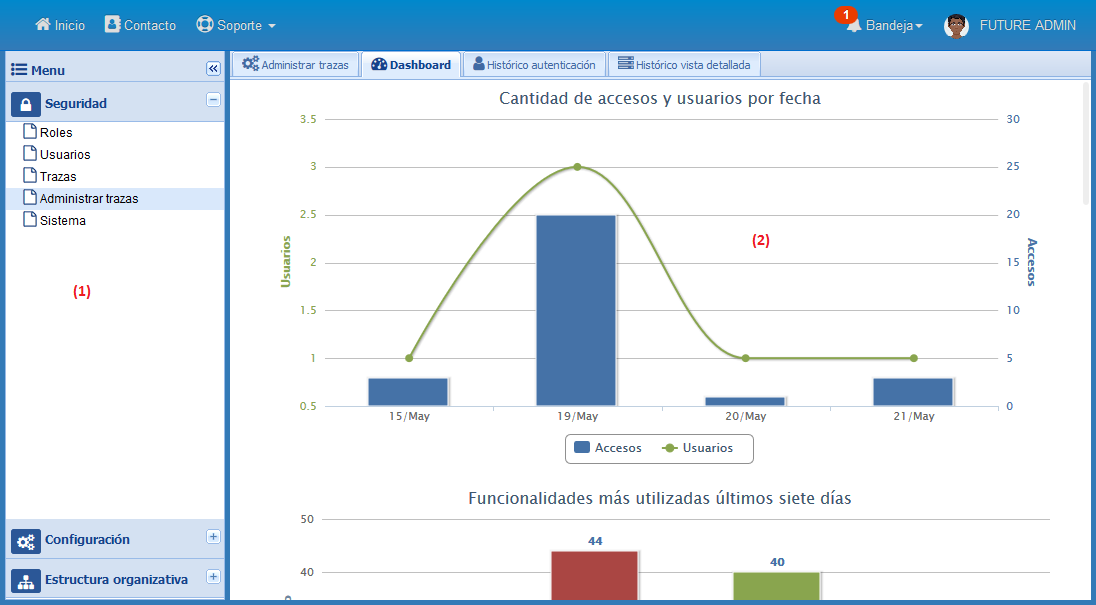 Inicio Contacto Soporte 1 Bandeja FUTURE ADMIN
Menu
Seguridad
Roles
Usuarios
Trazas
Administrar trazas
Sistema
(1)
Configuración
Estructura organizativa
Administrar trazas Dashboard Histórico autenticación Histórico vista detallada
Cantidad de accesos y usuarios por fecha
3.5 30
3 25
2.5 20
(2)
Usuarios
Accesos
2 15
1.5 10
1 5
0.5 0
15/May 19/May 20/May 21/May
Accesos Usuarios
Funcionalidades más utilizadas últimos siete días
50
44
40
40